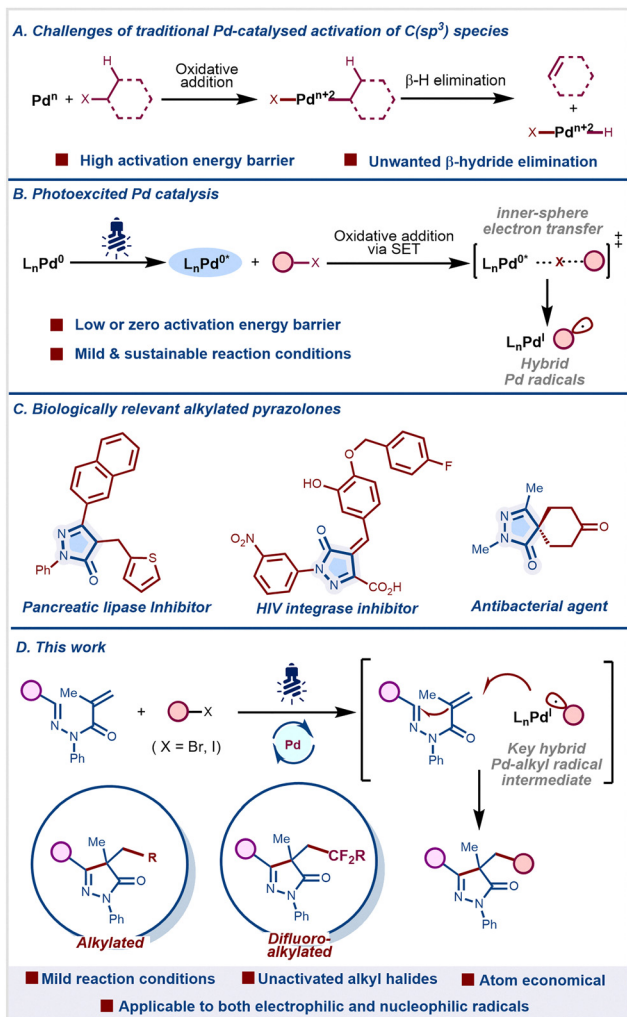 A. Challenges of traditional Pd-catalysed activation of C(sp³) species
H
Pdⁿ + X
Oxidative
addition
H
X—Pdⁿ⁺²
β-H elimination
+
X—Pdⁿ⁺²—H
High activation energy barrier
Unwanted β-hydride elimination
B. Photoexcited Pd catalysis
inner-sphere
electron transfer
LₙPd⁰
LₙPd⁰*
+
X
Oxidative addition
via SET
LₙPd⁰* ---X---
‡
Low or zero activation energy barrier
Mild & sustainable reaction conditions
LₙPdᴵ
Hybrid
Pd radicals
C. Biologically relevant alkylated pyrazolones
N
N
Ph
O
S
Pancreatic lipase Inhibitor
O
F
HO
NO₂
O
N
N
CO₂H
HIV integrase inhibitor
Me
N
N
Me
O
O
Antibacterial agent
D. This work
Me
N
N
O
Ph
+
X
( X = Br, I)
Pd
Me
N
N
O
Ph
LₙPdᴵ
Key hybrid
Pd-alkyl radical
intermediate
Me
R
N
N
O
Ph
Alkylated
Me
CF₂R
N
N
O
Ph
Difluoro-
alkylated
Me
N
N
O
Ph
Mild reaction conditions
Unactivated alkyl halides
Atom economical
Applicable to both electrophilic and nucleophilic radicals